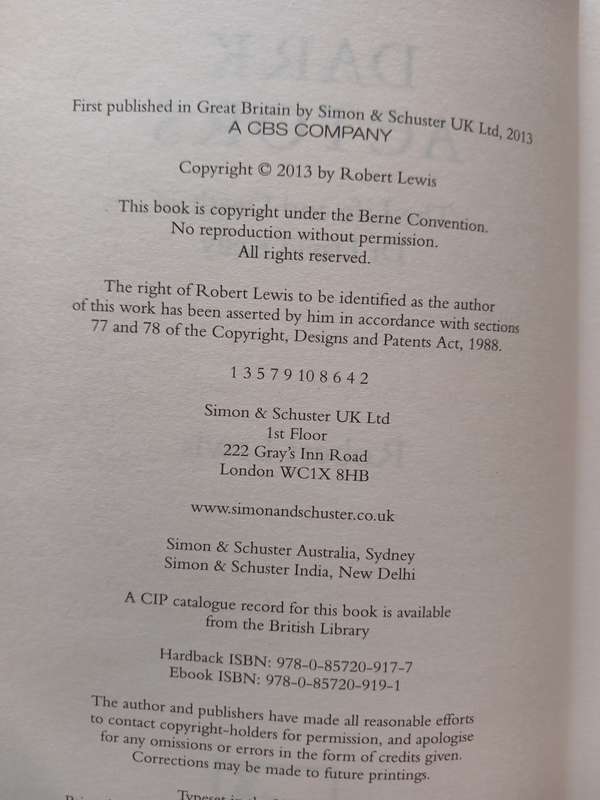 First published in Great Britain by Simon & Schuster UK Ltd, 2013
A CBS COMPANY
Copyright © 2013 by Robert Lewis
This book is copyright under the Berne Convention.
No reproduction without permission.
All rights reserved.
The right of Robert Lewis to be identified as the author
of this work has been asserted by him in accordance with sections
77 and 78 of the Copyright, Designs and Patents Act, 1988.
1 3 5 7 9 10 8 6 4 2
Simon & Schuster UK Ltd
1st Floor
222 Gray's Inn Road
London WC1X 8HB
www.simonandschuster.co.uk
Simon & Schuster Australia, Sydney
Simon & Schuster India, New Delhi
A CIP catalogue record for this book is available
from the British Library
Hardback ISBN: 978-0-85720-917-7
Ebook ISBN: 978-0-85720-919-1
The author and publishers have made all reasonable efforts
to contact copyright-holders for permission, and apologise
for any omissions or errors in the form of credits given.
Corrections may be made to future printings.
Typeset in the